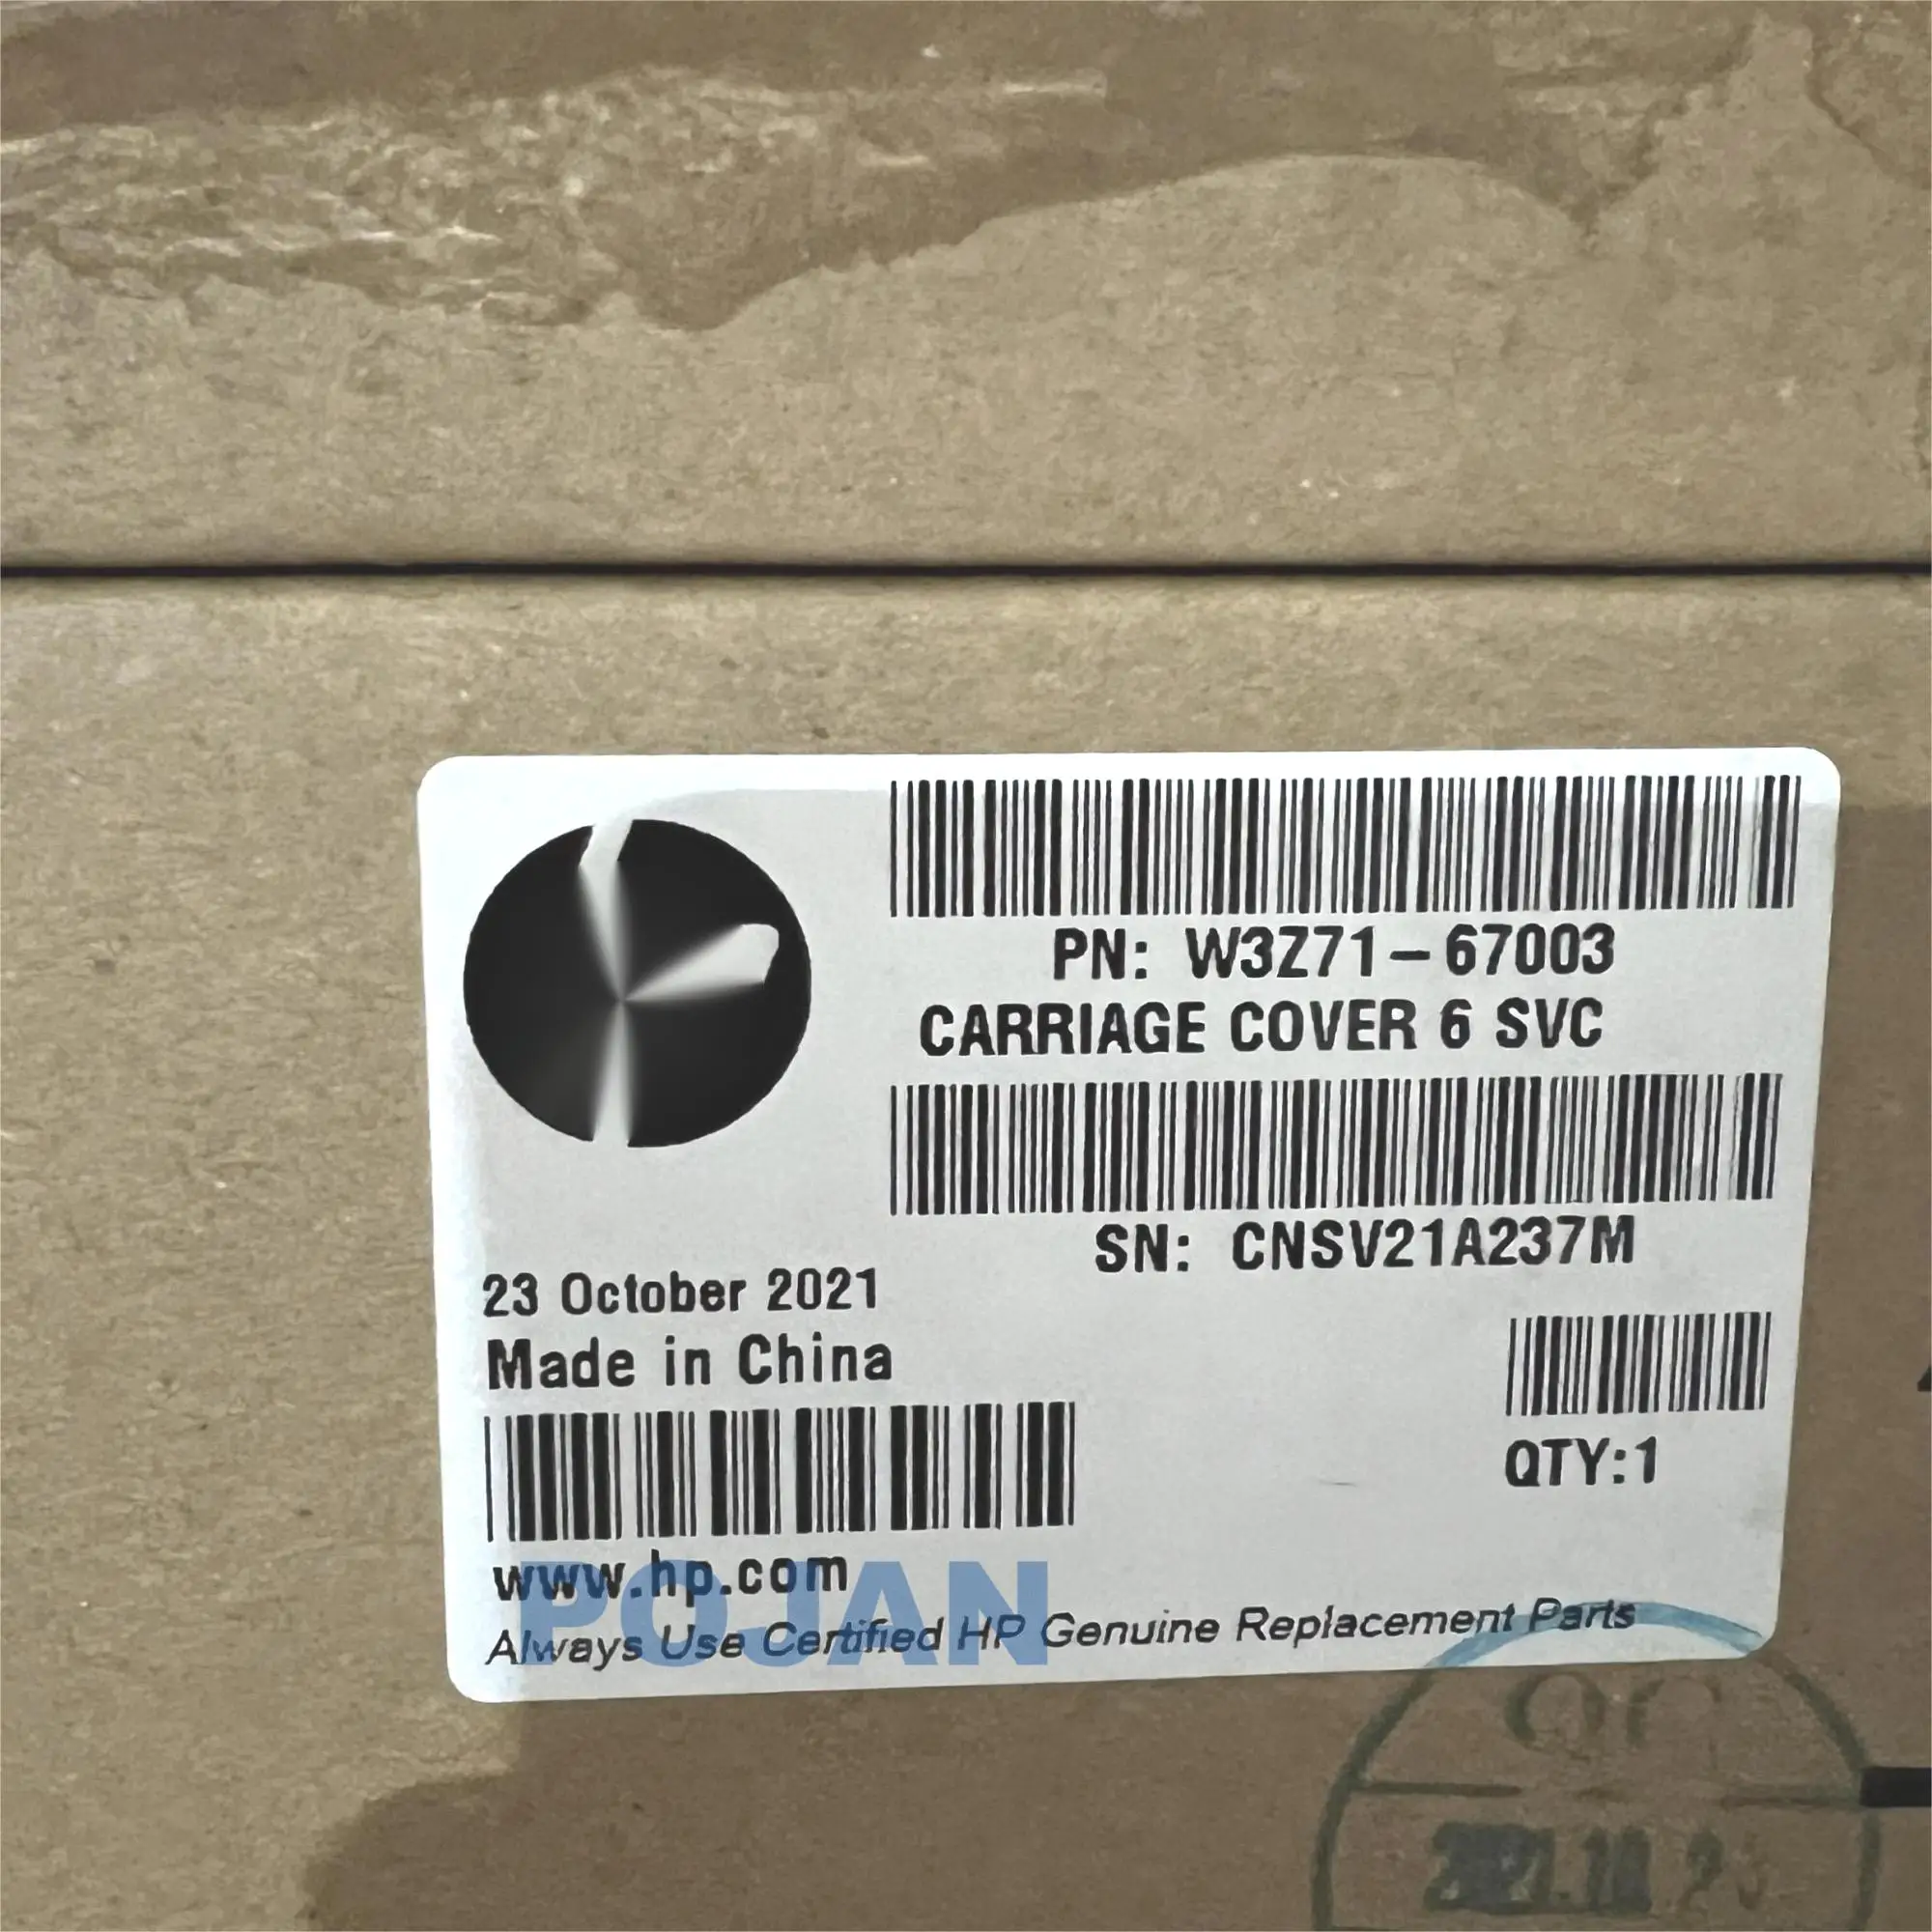 PN: W3Z71-67003
CARRIAGE COVER 6 SVC
SN: CNSV21A237M
23 October 2021
Made in China
QTY:1
www.hp.com
POJAN
Always Use Certified HP Genuine Replacement Parts